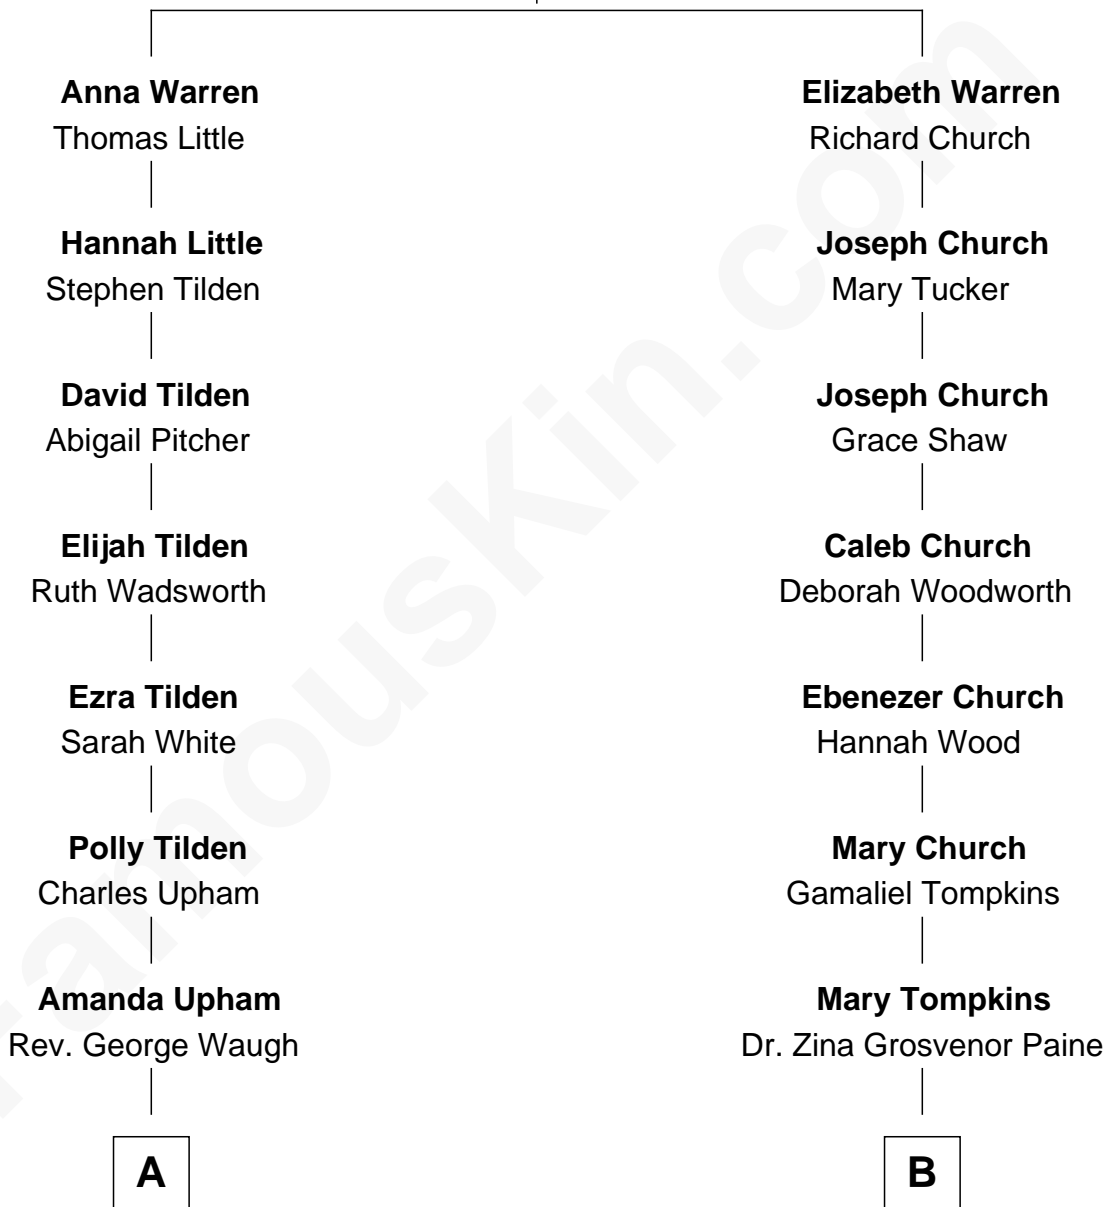 Anna Warren
Thomas Little
Hannah Little
Stephen Tilden
David Tilden
Abigail Pitcher
Elijah Tilden
Ruth Wadsworth
Ezra Tilden
Sarah White
Polly Tilden
Charles Upham
Amanda Upham
Rev. George Waugh
A
Elizabeth Warren
Richard Church
Joseph Church
Mary Tucker
Joseph Church
Grace Shaw
Caleb Church
Deborah Woodworth
Ebenezer Church
Hannah Wood
Mary Church
Gamaliel Tompkins
Mary Tompkins
Dr. Zina Grosvenor Paine
B
FamousKin.com